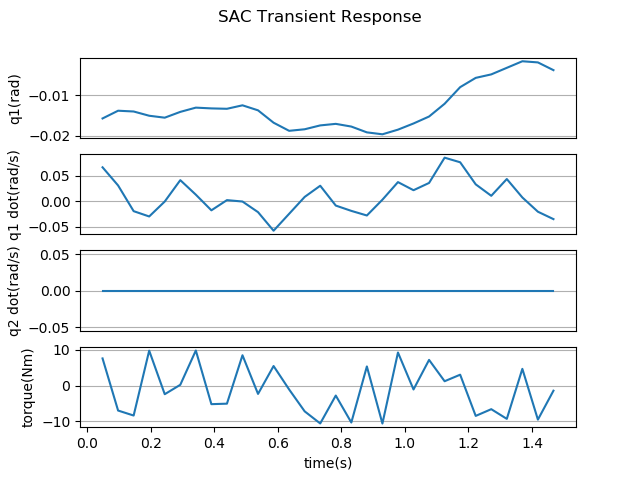 SAC Transient Response
q1(rad)
−0.01
−0.02
q1 dot(rad/s)
0.05
0.00
−0.05
q2 dot(rad/s)
0.05
0.00
−0.05
torque(Nm)
10
0
−10
0.0 0.2 0.4 0.6 0.8 1.0 1.2 1.4
time(s)